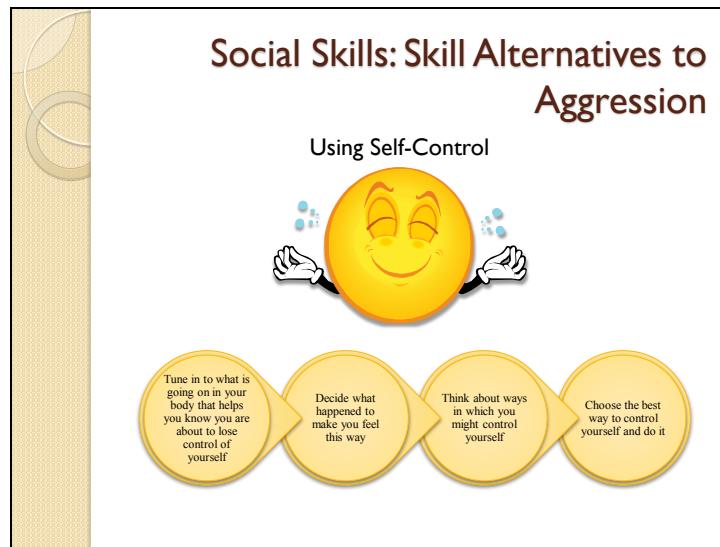 Social Skills: Skill Alternatives to
Aggression
Using Self-Control
Tune in to what is
going on in your
body that helps
you know you are
about to lose
control of
yourself
Decide what
happened to
make you feel
this way
Think about ways
in which you
might control
yourself
Choose the best
way to control
yourself and do it